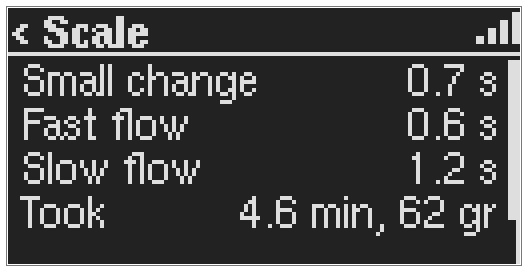 < Scale
Small change 0.7 s
Fast flow 0.6 s
Slow flow 1.2 s
Took 4.6 min, 62 gr